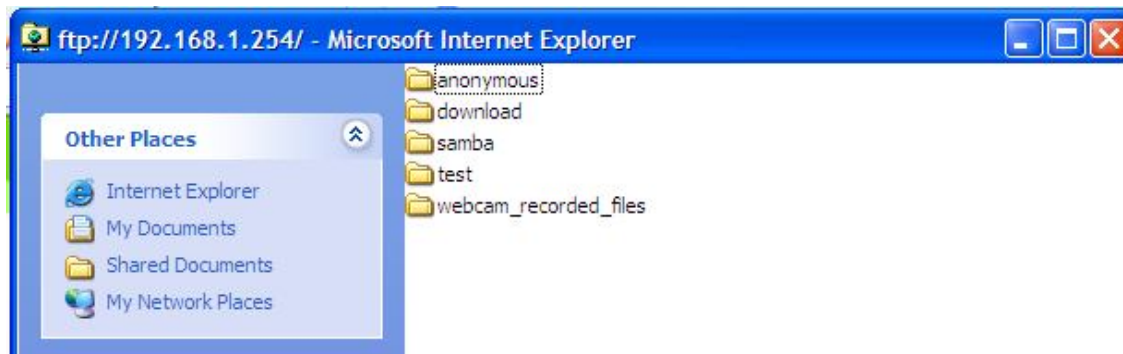 ftp://192.168.1.254/ - Microsoft Internet Explorer
Other Places
Internet Explorer
My Documents
Shared Documents
My Network Places
anonymous
download
samba
test
webcam_recorded_files